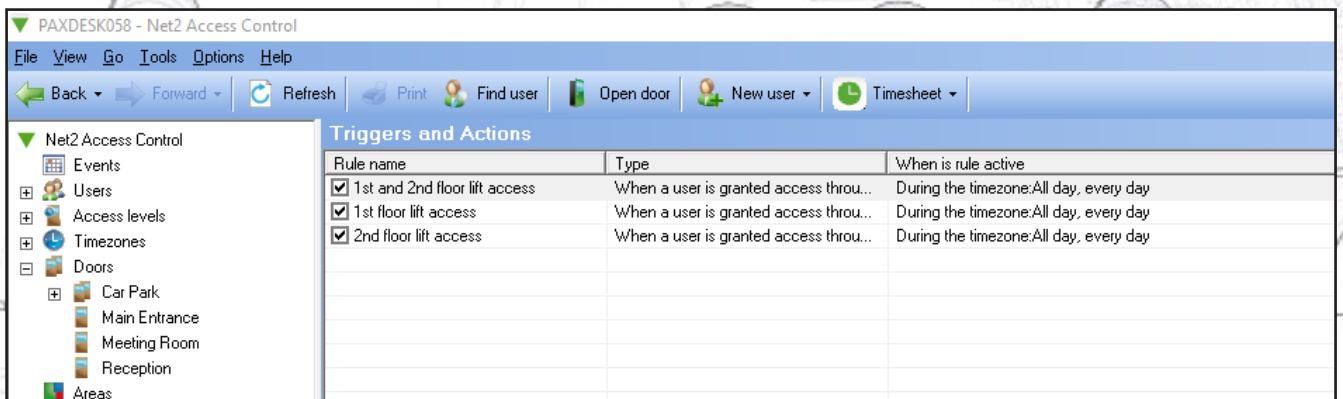 PAXDESK058 - Net2 Access Control
File View Go Tools Options Help
Back Forward Refresh Print Find user Open door New user Timesheet
Net2 Access Control
Events
Users
Access levels
Timezones
Doors
Car Park
Main Entrance
Meeting Room
Reception
Areas
Triggers and Actions
Rule name Type When is rule active
1st and 2nd floor lift access When a user is granted access throu... During the timezone:All day, every day
1st floor lift access When a user is granted access throu... During the timezone:All day, every day
2nd floor lift access When a user is granted access throu... During the timezone:All day, every day